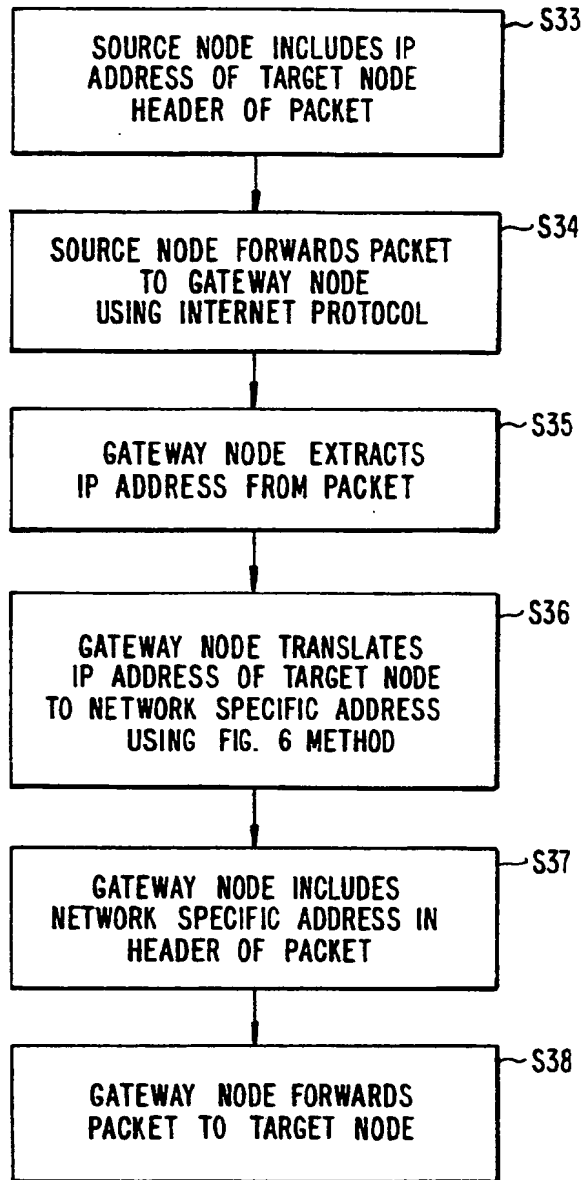 S33
SOURCE NODE INCLUDES IP
ADDRESS OF TARGET NODE
HEADER OF PACKET
S34
SOURCE NODE FORWARDS PACKET
TO GATEWAY NODE
USING INTERNET PROTOCOL
S35
GATEWAY NODE EXTRACTS
IP ADDRESS FROM PACKET
S36
GATEWAY NODE TRANSLATES
IP ADDRESS OF TARGET NODE
TO NETWORK SPECIFIC ADDRESS
USING FIG. 6 METHOD
S37
GATEWAY NODE INCLUDES
NETWORK SPECIFIC ADDRESS IN
HEADER OF PACKET
S38
GATEWAY NODE FORWARDS
PACKET TO TARGET NODE